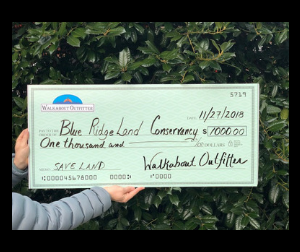 WALKABOUT OUTFITTER
5759
11/27/2018
Blue Ridge Land Conservancy $ 1000.00
One thousand and
SAVE LAND Walkabout Outfitter